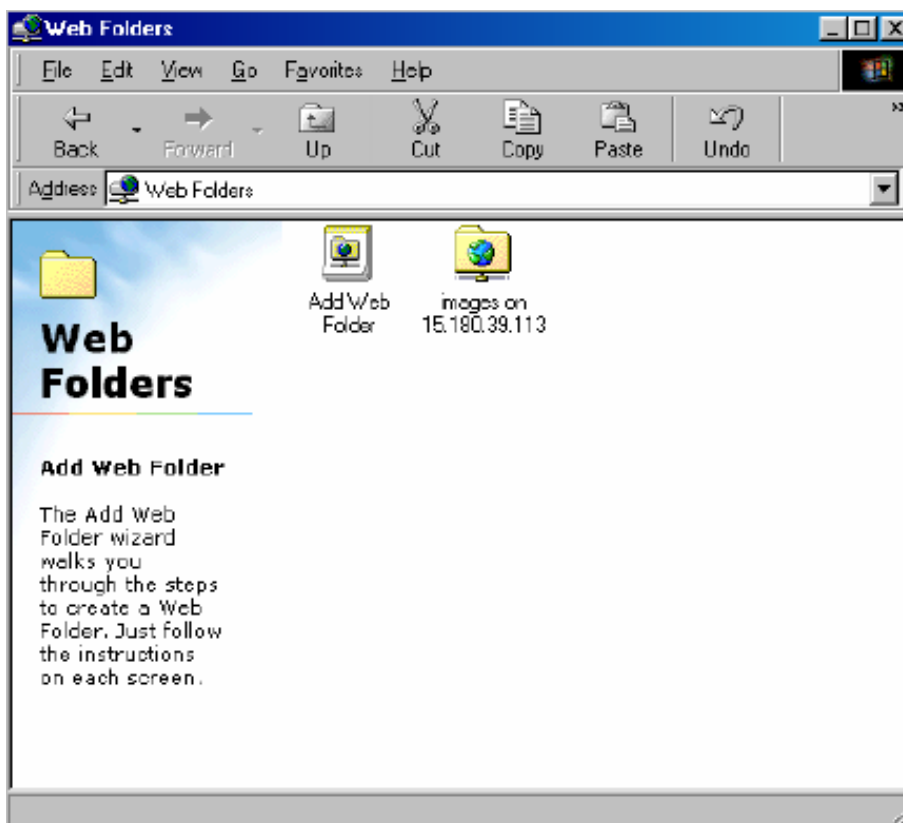 Web Folders
File Edit View Go Favorites Help
Back Forward Up Cut Copy Paste Undo
Address Web Folders
Add Web
Folder
images on
15.180.39.113
Web
Folders
Add Web Folder
The Add Web
Folder wizard
walks you
through the steps
to create a Web
Folder. Just follow
the instructions
on each screen.